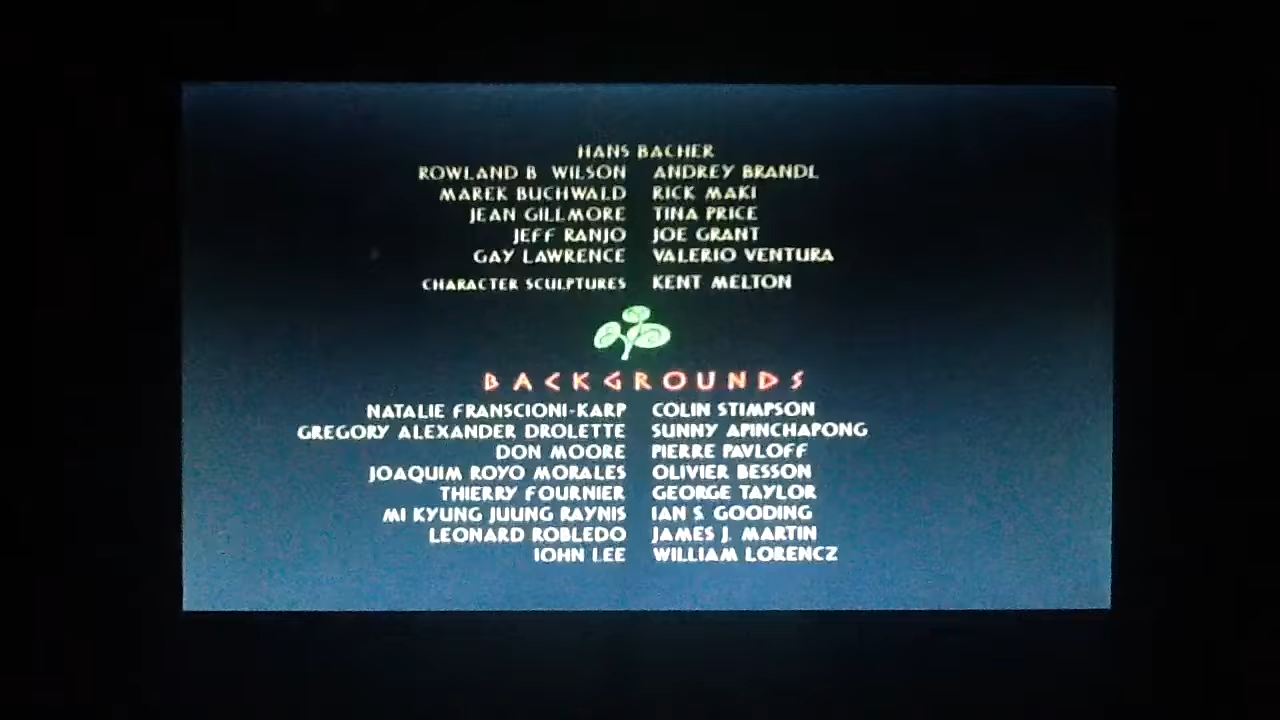 HANS BACHER
ROWLAND B. WILSON ANDREY BRANDL
MAREK BUCHWALD RICK MAKI
JEAN GILLMORE TINA PRICE
JEFF RANJO JOE GRANT
GAY LAWRENCE VALERIO VENTURA
CHARACTER SCULPTURES KENT MELTON
BACKGROUNDS
NATALIE FRANSCIONI-KARP COLIN STIMPSON
GREGORY ALEXANDER DROLETTE SUNNY APINCHAPONG
DON MOORE PIERRE PAVLOFF
JOAQUIM ROYO MORALES OLIVIER BESSON
THIERRY FOURNIER GEORGE TAYLOR
MI KYUNG JUUNG RAYNIS IAN S. GOODING
LEONARD ROBLEDO JAMES J. MARTIN
JOHN LEE WILLIAM LORENCZ